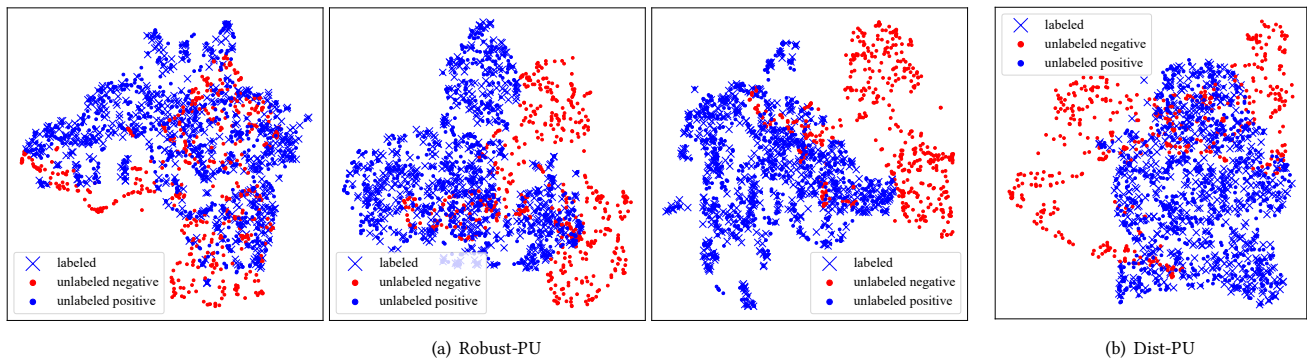 labeled
unlabeled negative
unlabeled positive
labeled
unlabeled negative
unlabeled positive
labeled
unlabeled negative
unlabeled positive
labeled
unlabeled negative
unlabeled positive
(a) Robust-PU
(b) Dist-PU